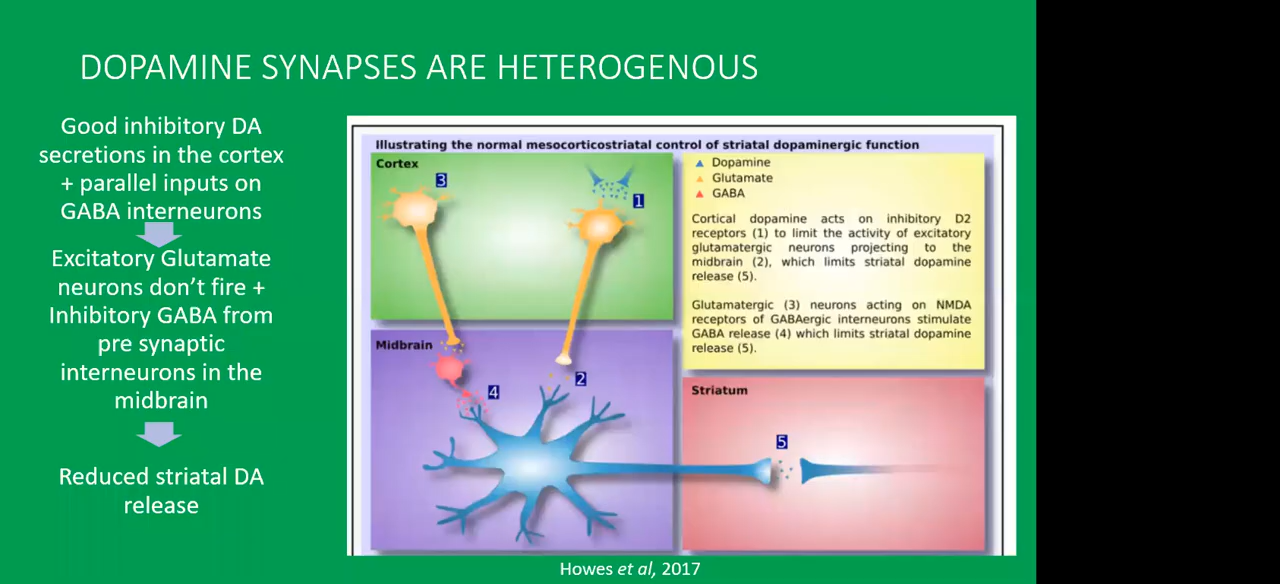 DOPAMINE SYNAPSES ARE HETEROGENOUS
Good inhibitory DA
secretions in the cortex
+ parallel inputs on
GABA interneurons
Excitatory Glutamate
neurons don’t fire +
Inhibitory GABA from
pre synaptic
interneurons in the
midbrain
Reduced striatal DA
release
Illustrating the normal mesocorticostriatal control of striatal dopaminergic function
Cortex
3
1
Midbrain
4
2
Dopamine
Glutamate
GABA
Cortical dopamine acts on inhibitory D2
receptors (1) to limit the activity of excitatory
glutamatergic neurons projecting to the
midbrain (2), which limits striatal dopamine
release (5).
Glutamatergic (3) neurons acting on NMDA
receptors of GABAergic interneurons stimulate
GABA release (4) which limits striatal dopamine
release (5).
Striatum
5
Howes et al, 2017